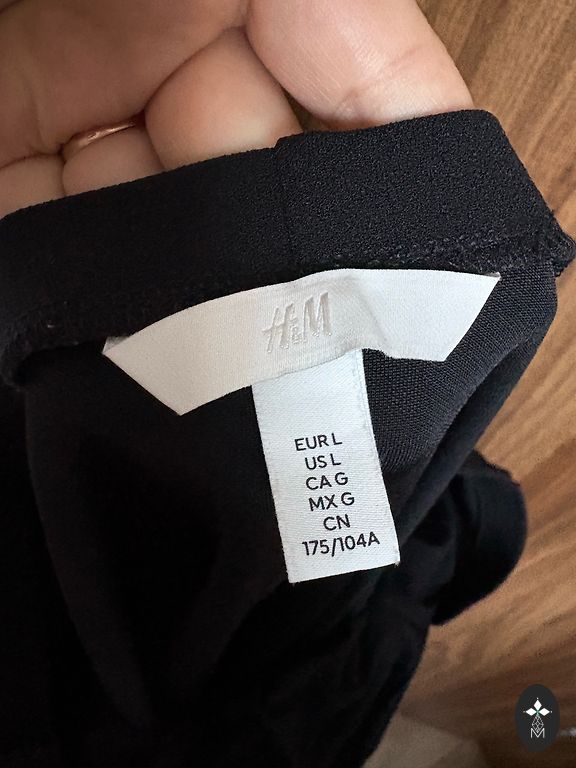 H&M
EUR L
US L
CA G
MX G
CN
175/104A
M